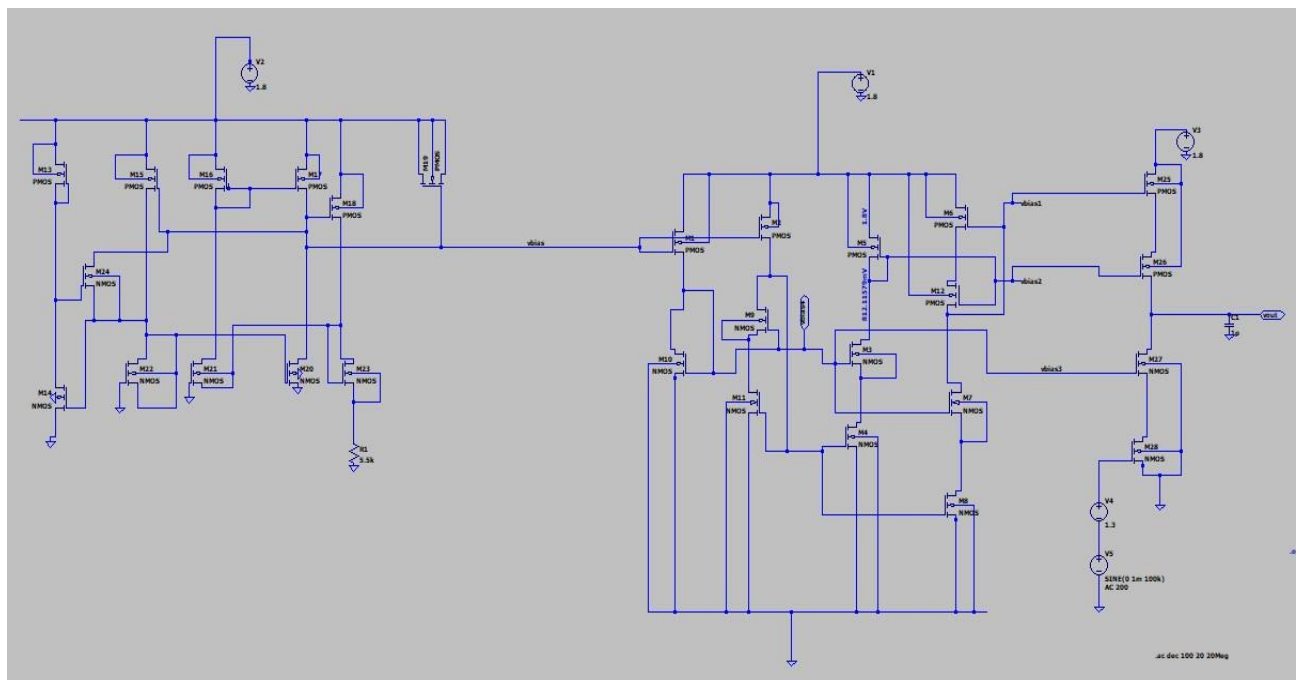 V2
1.8
V1
1.8
V3
1.8
M13
PMOS
M15
PMOS
M16
PMOS
M17
PMOS
M18
PMOS
M19
PMOS
M24
NMOS
M14
NMOS
M22
NMOS
M21
NMOS
M20
NMOS
M23
NMOS
R1
vbias
M1
PMOS
M2
PMOS
M5
PMOS
1.8V
M6
PMOS
M12
PMOS
vbias1
vbias2
M25
PMOS
M26
PMOS
M9
NMOS
M10
NMOS
M11
NMOS
M3
NMOS
M4
NMOS
M7
NMOS
M8
NMOS
vbias3
C1
vout
M27
NMOS
M28
NMOS
V4
1.3
V5
SINE(0 1m 100k)
AC 200
.ac dec 100 20 20Meg